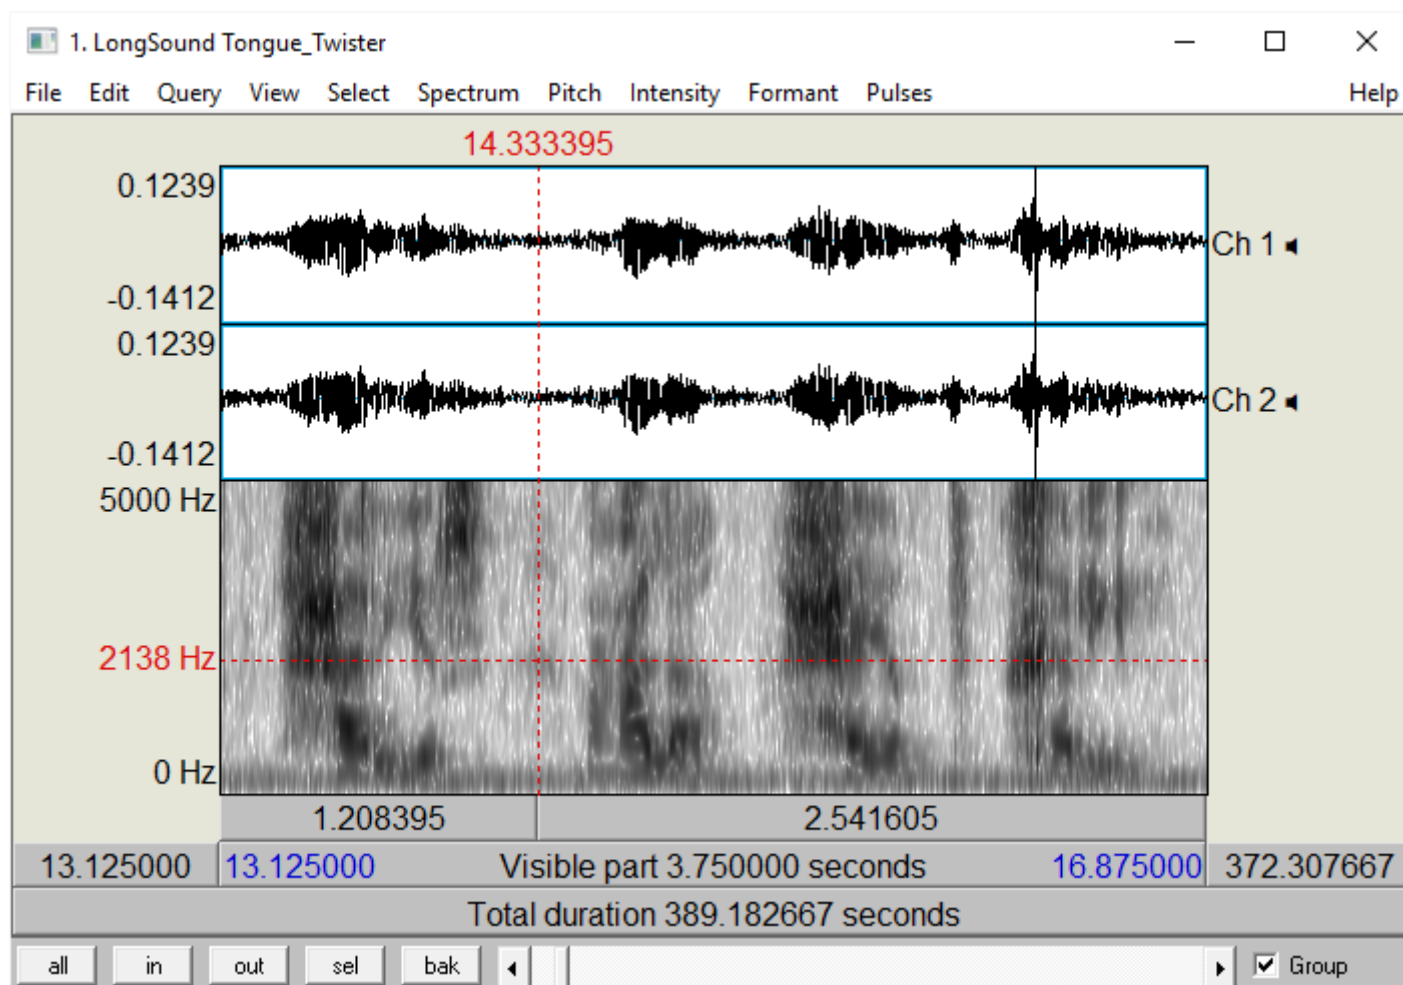 1. LongSound Tongue_Twister
File Edit Query View Select Spectrum Pitch Intensity Formant Pulses Help
14.333395
0.1239
Ch 1
-0.1412
0.1239
Ch 2
-0.1412
5000 Hz
2138 Hz
0 Hz
1.208395 2.541605
13.125000 13.125000 Visible part 3.750000 seconds 16.875000 372.307667
Total duration 389.182667 seconds
all in out sel bak Group